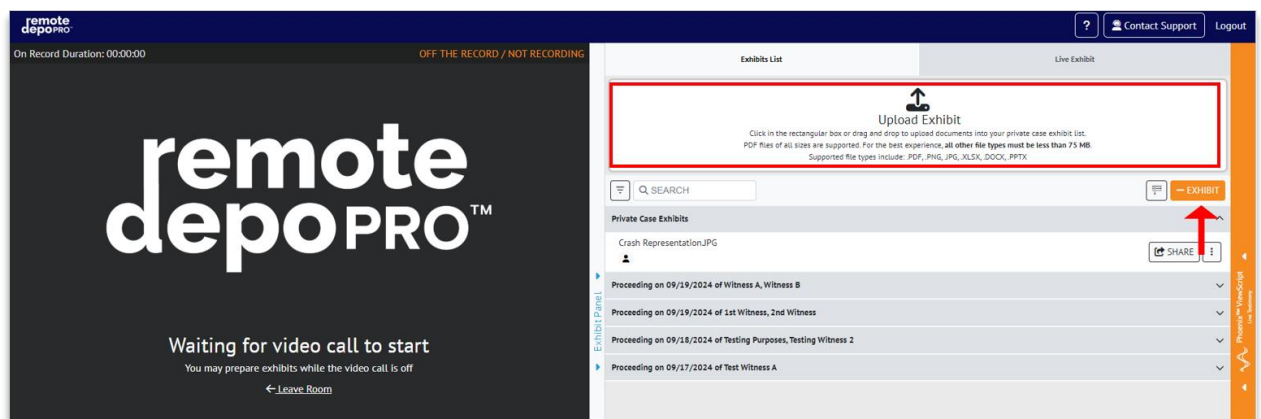 remote
depoPRO™
?
Contact Support
Logout
On Record Duration: 00:00:00
OFF THE RECORD / NOT RECORDING
remote
depoPRO™
Waiting for video call to start
You may prepare exhibits while the video call is off
←Leave Room
Exhibit Panel
Exhibits List
Live Exhibit
Upload Exhibit
Click in the rectangular box or drag and drop to upload documents into your private case exhibit list.
PDF files of all sizes are supported. For the best experience, all other file types must be less than 75 MB.
Supported file types include: .PDF, .PNG, .JPG, .XLSX, .DOCX, .PPTX
SEARCH
— EXHIBIT
Private Case Exhibits
Crash Representation.JPG
SHARE
Proceeding on 09/19/2024 of Witness A, Witness B
Proceeding on 09/19/2024 of 1st Witness, 2nd Witness
Proceeding on 09/18/2024 of Testing Purposes, Testing Witness 2
Proceeding on 09/17/2024 of Test Witness A
Phoenix™ ViewScript
Live Testimony